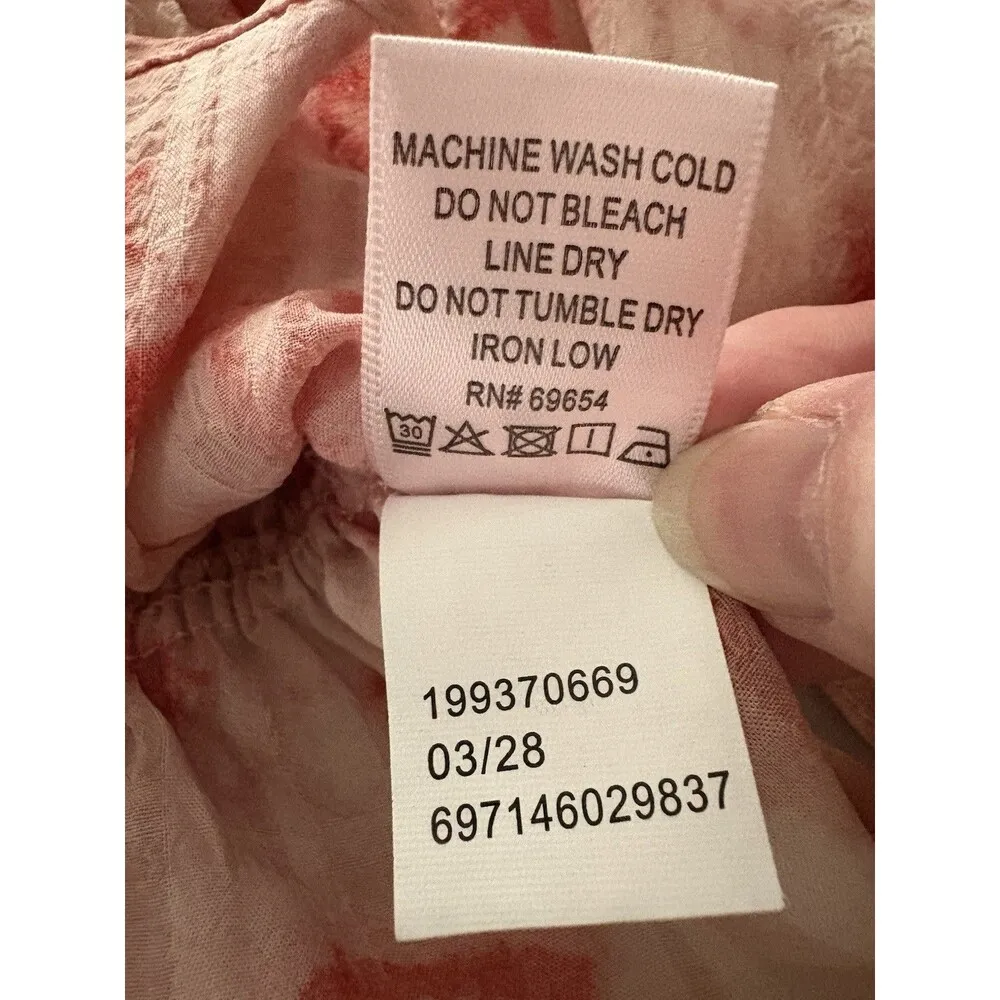 MACHINE WASH COLD
DO NOT BLEACH
LINE DRY
DO NOT TUMBLE DRY
IRON LOW
RN# 69654
30
199370669
03/28
697146029837